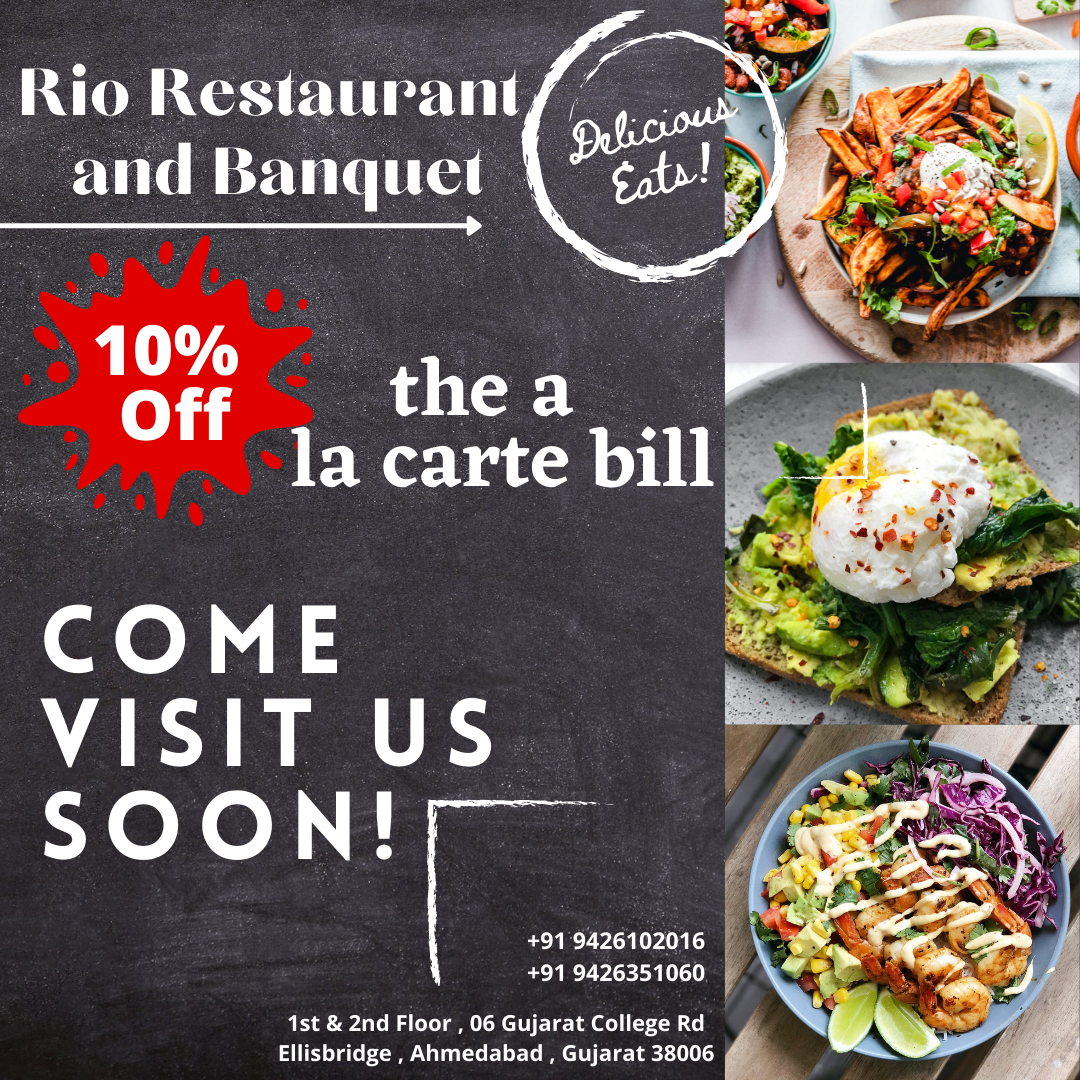 Rio Restaurant
and Banquet
Delicious
Eats!
10%
Off
the a
la carte bill
COME
VISIT US
SOON!
+91 9426102016
+91 9426351060
1st & 2nd Floor , 06 Gujarat College Rd
Ellisbridge , Ahmedabad , Gujarat 38006